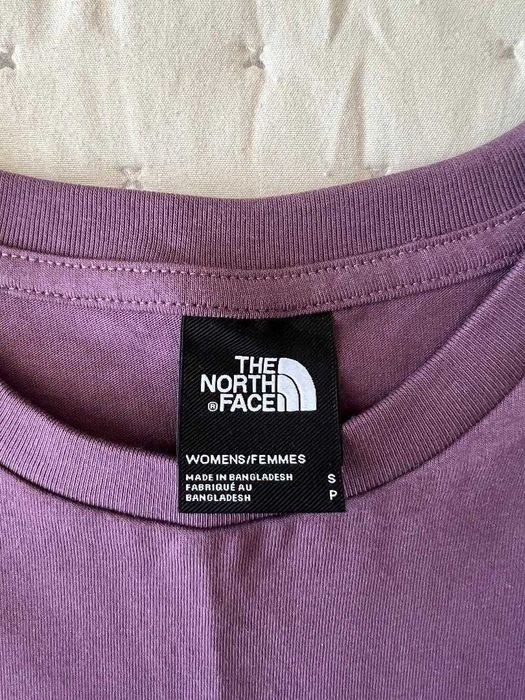 THE
NORTH
® FACE
WOMENS/FEMMES
MADE IN BANGLADESH S
FABRIQUÉ AU
BANGLADESH P